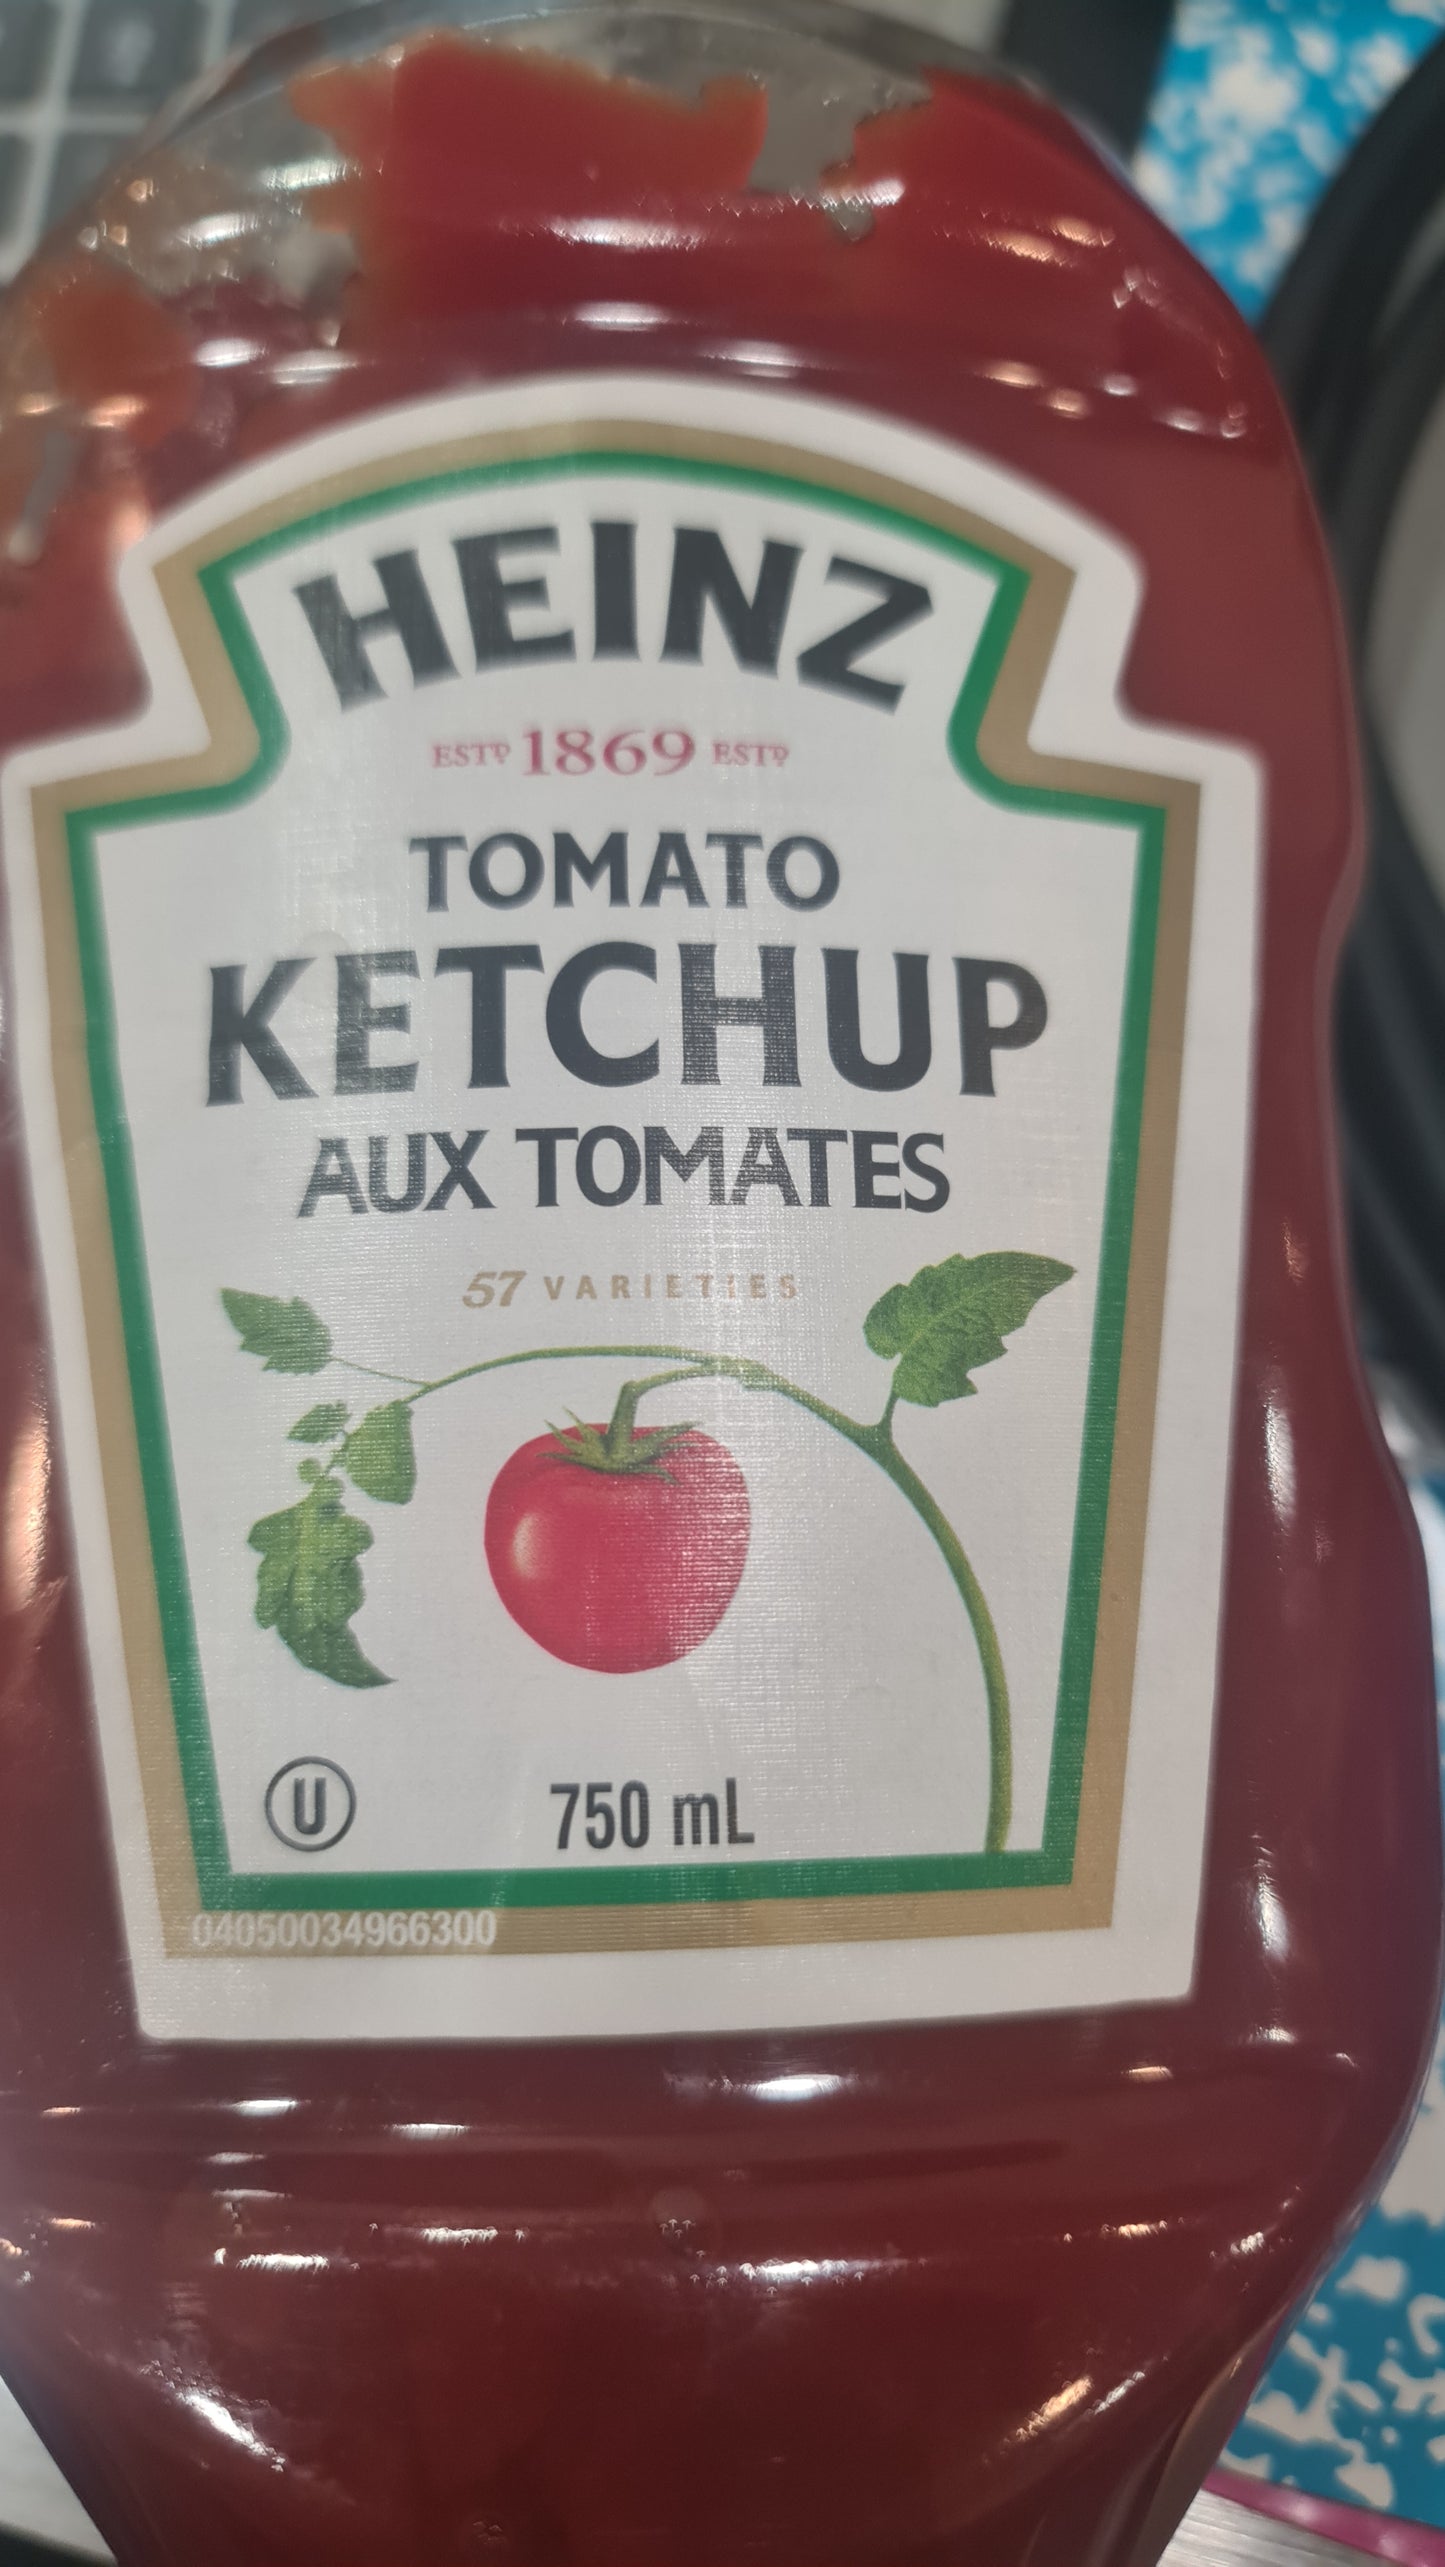 HEINZ
ESTD 1869 ESTD
TOMATO
KETCHUP
AUX TOMATES
57 VARIETIES
U
750 mL
04050034966300